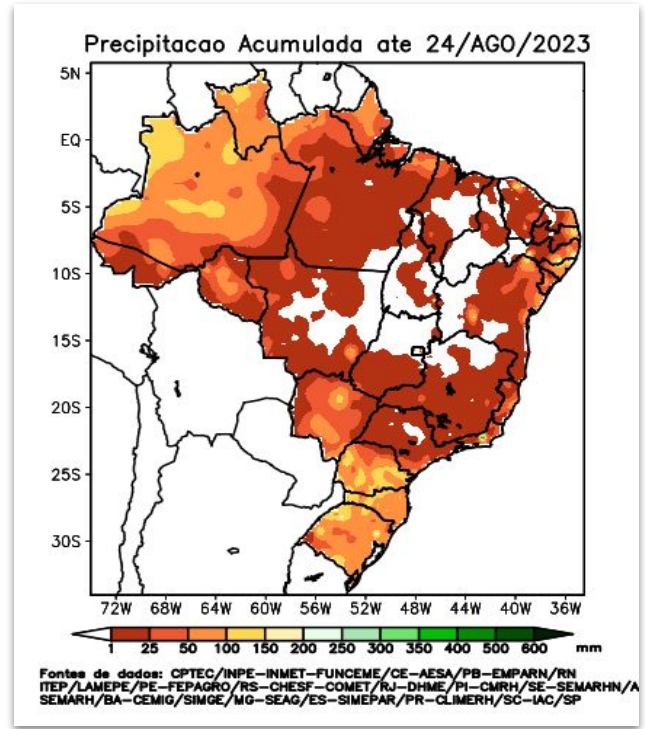 Precipitacao Acumulada ate 24/AGO/2023
5N
EQ
5S
10S
15S
20S
25S
30S
72W 68W 64W 60W 56W 52W 48W 44W 40W 36W
1 25 50 100 150 200 250 300 350 400 500 600 mm
Fontes de dados: CPTEC/INPE-INMET-FUNCEME/CE-AESA/PB-EMPARN/RN
ITEP/LAMEPE/PE-FEPAGRO/RS-CHESF-COMET/RJ-DHME/PI-CMRH/SE-SEMARHN/A
SEMARH/BA-CEMIG/SIMGE/MG-SEAG/ES-SIMEPAR/PR-CLIMERH/SC-IAC/SP